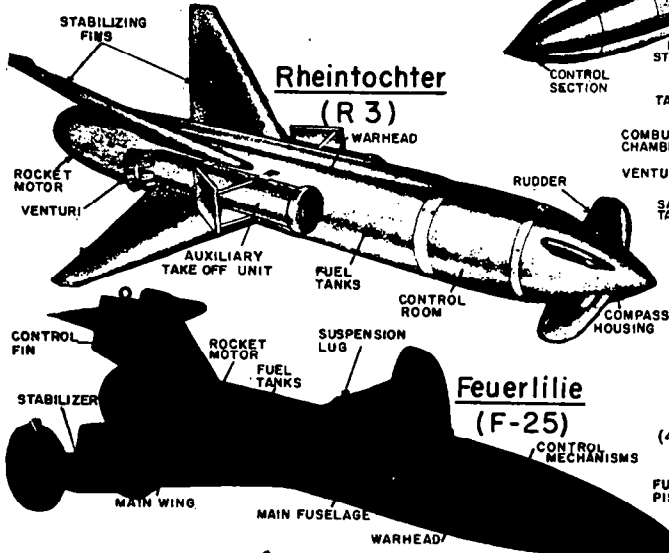 STABILIZING
FINS
Rheintochter
(R 3)
WARHEAD
CONTROL
SECTION
ROCKET
MOTOR
VENTURI
RUDDER
AUXILIARY
TAKE OFF UNIT
FUEL
TANKS
CONTROL
ROOM
COMPASS
HOUSING
CONTROL
FIN
ROCKET
MOTOR
FUEL
TANKS
SUSPENSION
LUG
STABILIZER
Feuerlilie
(F-25)
CONTROL
MECHANISMS
MAIN WING
MAIN FUSELAGE
WARHEAD